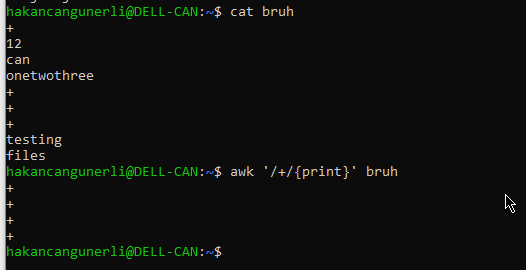 hakancangunerli@DELL-CAN:~$ cat bruh
+
12
can
onetwothree
+
+
+
testing
files
hakancangunerli@DELL-CAN:~$ awk '/+/{print}' bruh
+
+
+
+
hakancangunerli@DELL-CAN:~$